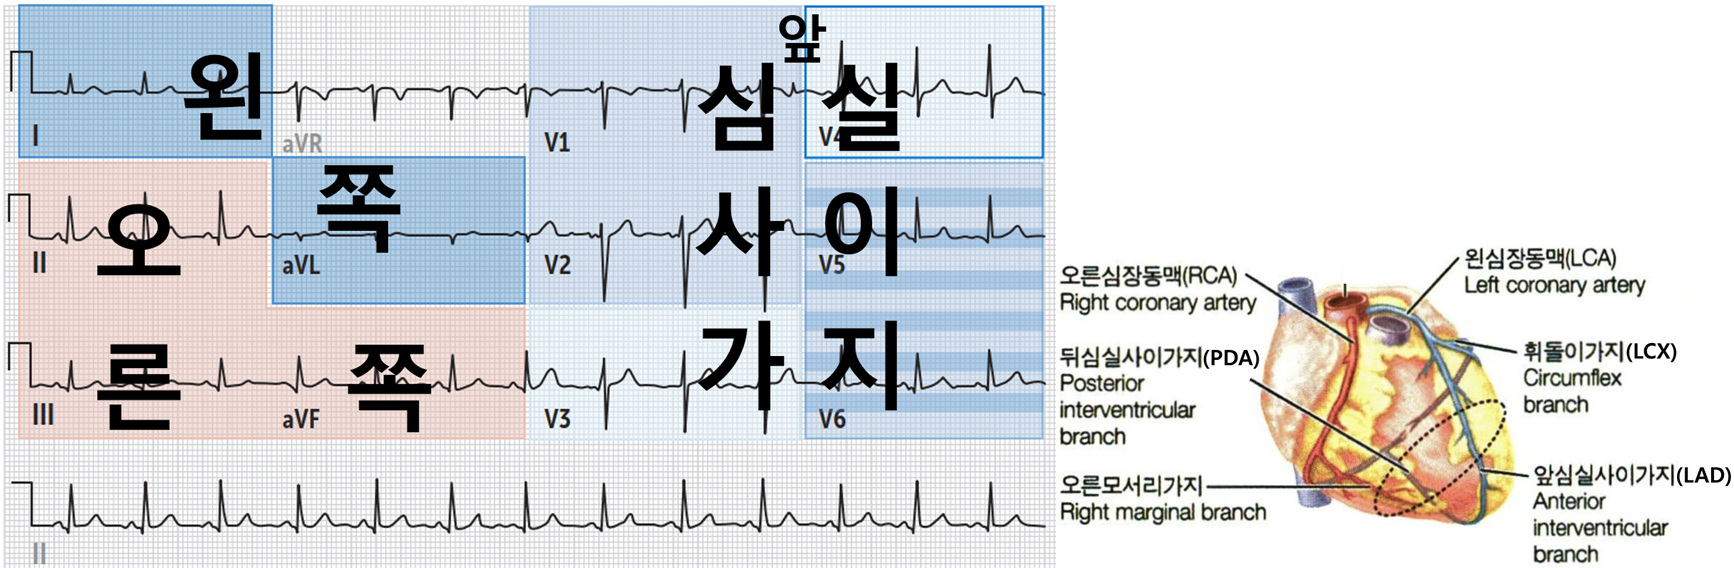 앞
왼
심실
I
aVR
V1
V4
쪽
사이
오
II
aVL
V2
V5
가지
론
쪽
III
aVF
V3
V6
II
오른심장동맥(RCA)
Right coronary artery
왼심장동맥(LCA)
Left coronary artery
뒤심실사이가지(PDA)
Posterior
interventricular
branch
휘돌이가지(LCX)
Circumflex
branch
오른모서리가지
Right marginal branch
앞심실사이가지(LAD)
Anterior
interventricular
branch